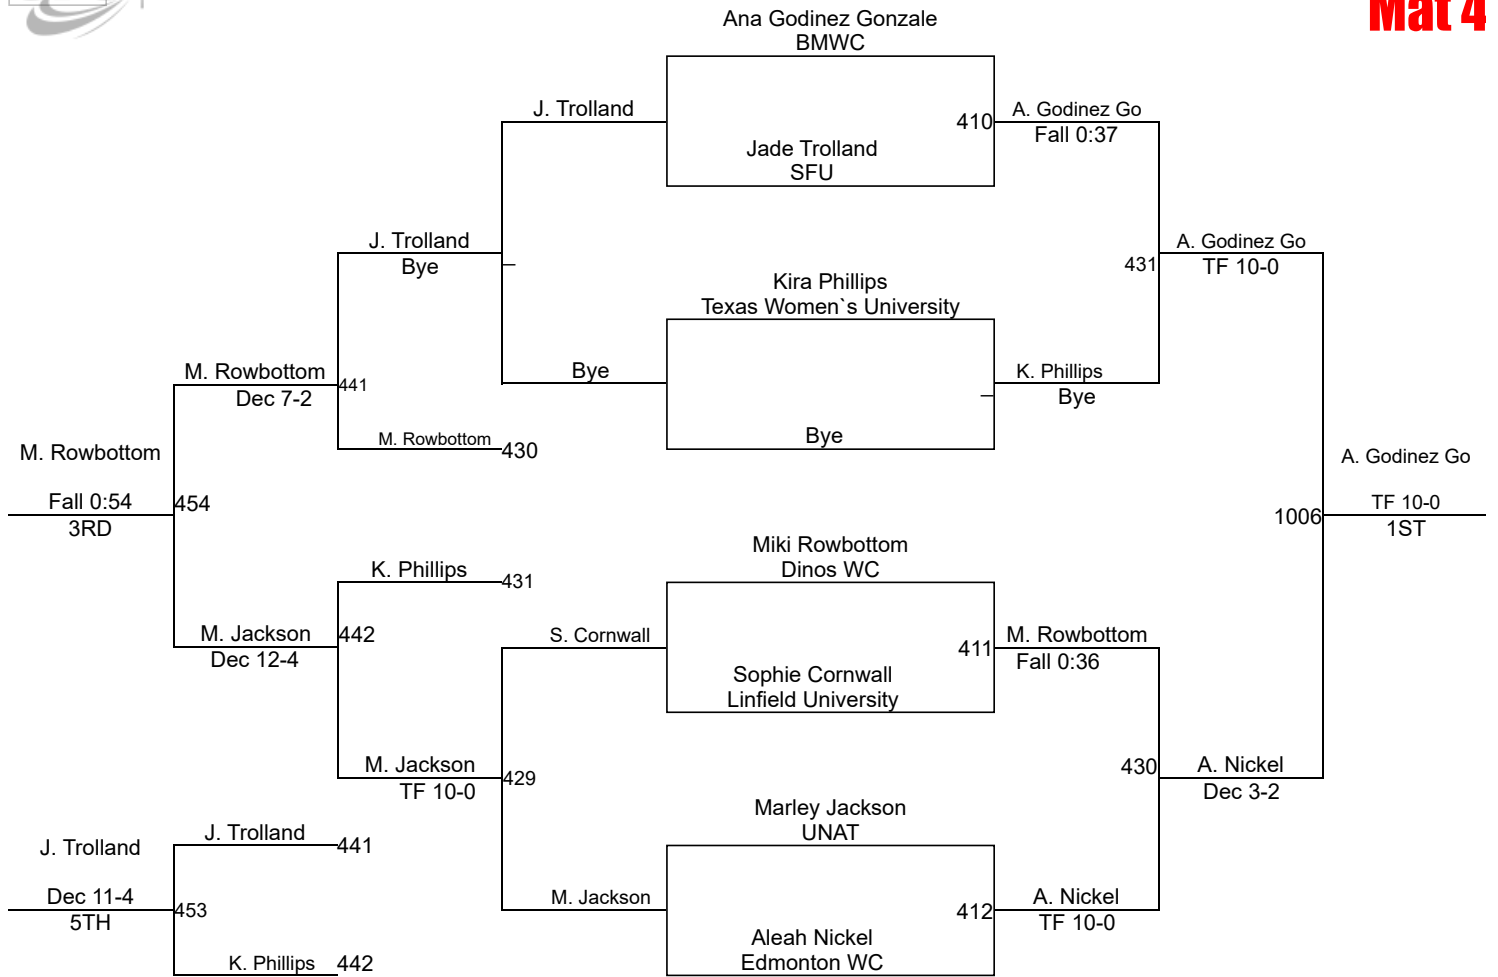 Mat 4
Ana Godinez Gonzale
BMWC
J. Trolland
410
A. Godinez Go
Fall 0:37
Jade Trolland
SFU
J. Trolland
Bye
A. Godinez Go
TF 10-0
431
Kira Phillips
Texas Women`s University
M. Rowbottom
Dec 7-2
441
Bye
K. Phillips
Bye
Bye
M. Rowbottom
430
M. Rowbottom
Fall 0:54
3RD
454
A. Godinez Go
TF 10-0
1ST
1006
Miki Rowbottom
Dinos WC
K. Phillips
431
M. Jackson
Dec 12-4
442
S. Cornwall
411
M. Rowbottom
Fall 0:36
Sophie Cornwall
Linfield University
M. Jackson
TF 10-0
429
430
A. Nickel
Dec 3-2
Marley Jackson
UNAT
J. Trolland
441
J. Trolland
Dec 11-4
5TH
453
M. Jackson
412
A. Nickel
TF 10-0
Aleah Nickel
Edmonton WC
K. Phillips
442